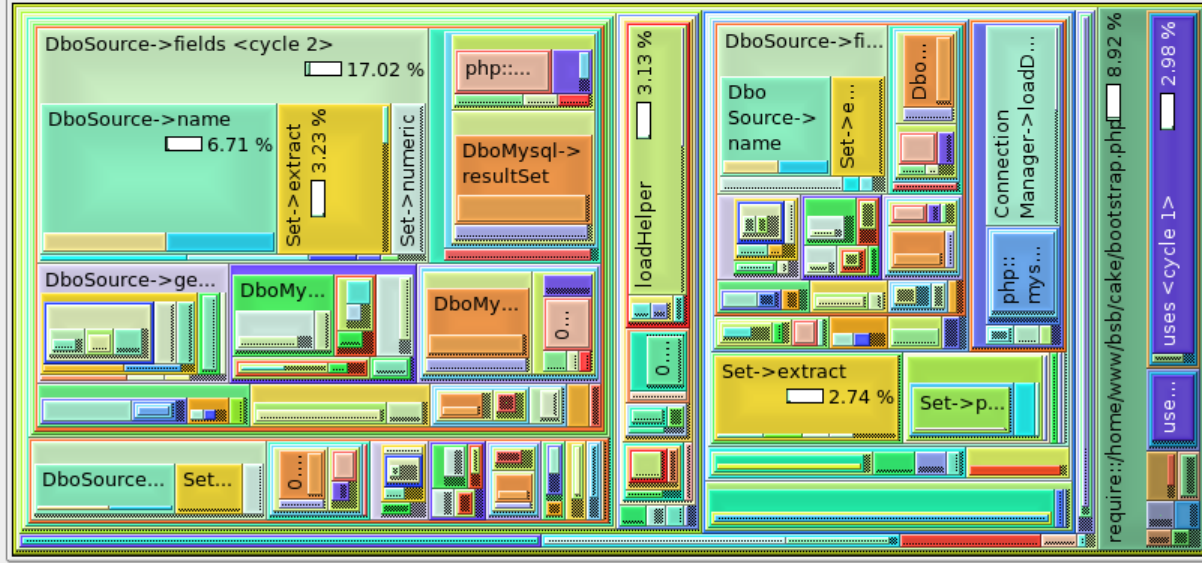 DboSource->fields <cycle 2>
17.02 %
DboSource->name
6.71 %
Set->extract
3.23 %
Set->numeric
php::...
DboMysql->
resultSet
DboSource->ge...
DboMy...
DboMy...
0...
DboSource...
Set...
0...
loadHelper
3.13 %
0...
DboSource->fi...
Dbo
Source->
name
Set->e...
Dbo...
Connection
Manager->loadD...
php::
mys...
Set->extract
2.74 %
Set->p...
require::/home/www/bsb/cake/bootstrap.php
8.92 %
uses <cycle 1>
2.98 %
use...